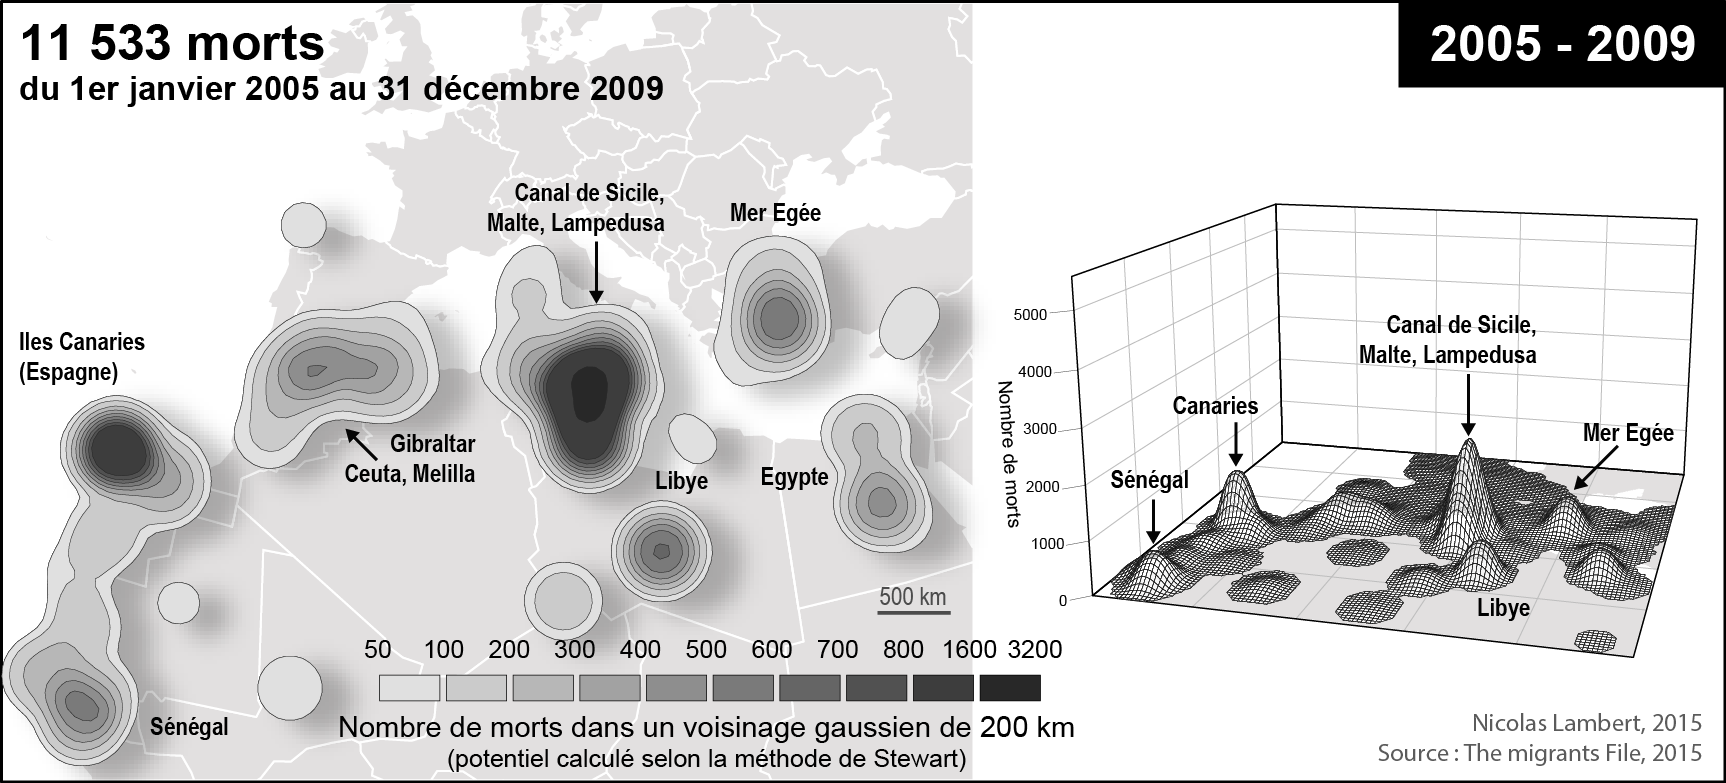 11 533 morts
du 1er janvier 2005 au 31 décembre 2009
2005 - 2009
Canal de Sicile,
Malte, Lampedusa
Mer Egée
Iles Canaries
(Espagne)
Gibraltar
Ceuta, Melilla
Libye
Egypte
Sénégal
500 km
50 100 200 300 400 500 600 700 800 1600 3200
Nombre de morts dans un voisinage gaussien de 200 km
(potentiel calculé selon la méthode de Stewart)
5000
4000
3000
2000
1000
0
Nombre de morts
Canal de Sicile,
Malte, Lampedusa
Canaries
Mer Egée
Sénégal
Libye
Nicolas Lambert, 2015
Source : The migrants File, 2015